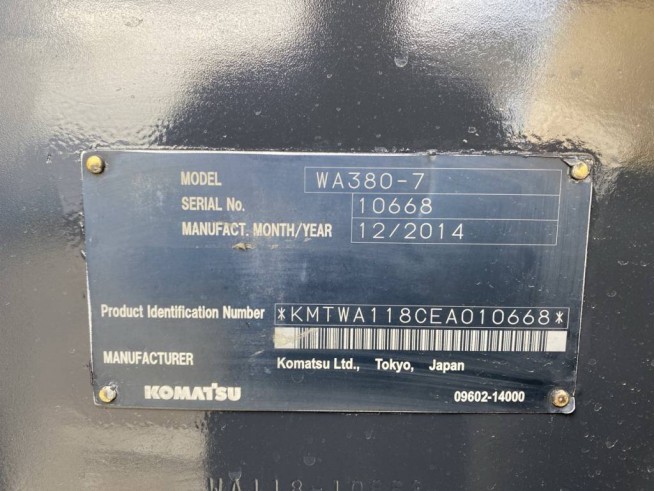 MODEL WA380-7
SERIAL No. 10668
MANUFACT. MONTH/YEAR 12/2014
Product Identification Number *KMTWA118CEA010668*
MANUFACTURER Komatsu Ltd., Tokyo, Japan
KOMATSU 09602-14000